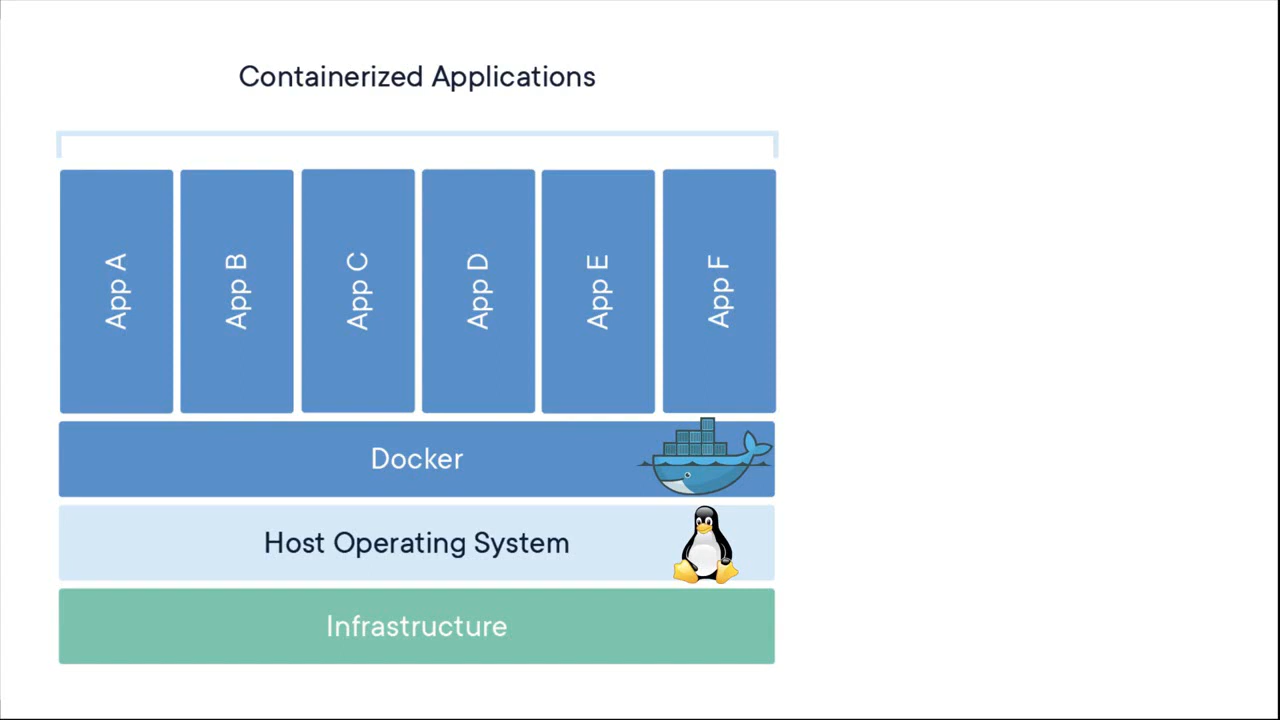 Containerized Applications
App A
App B
App C
App D
App E
App F
Docker
Host Operating System
Infrastructure